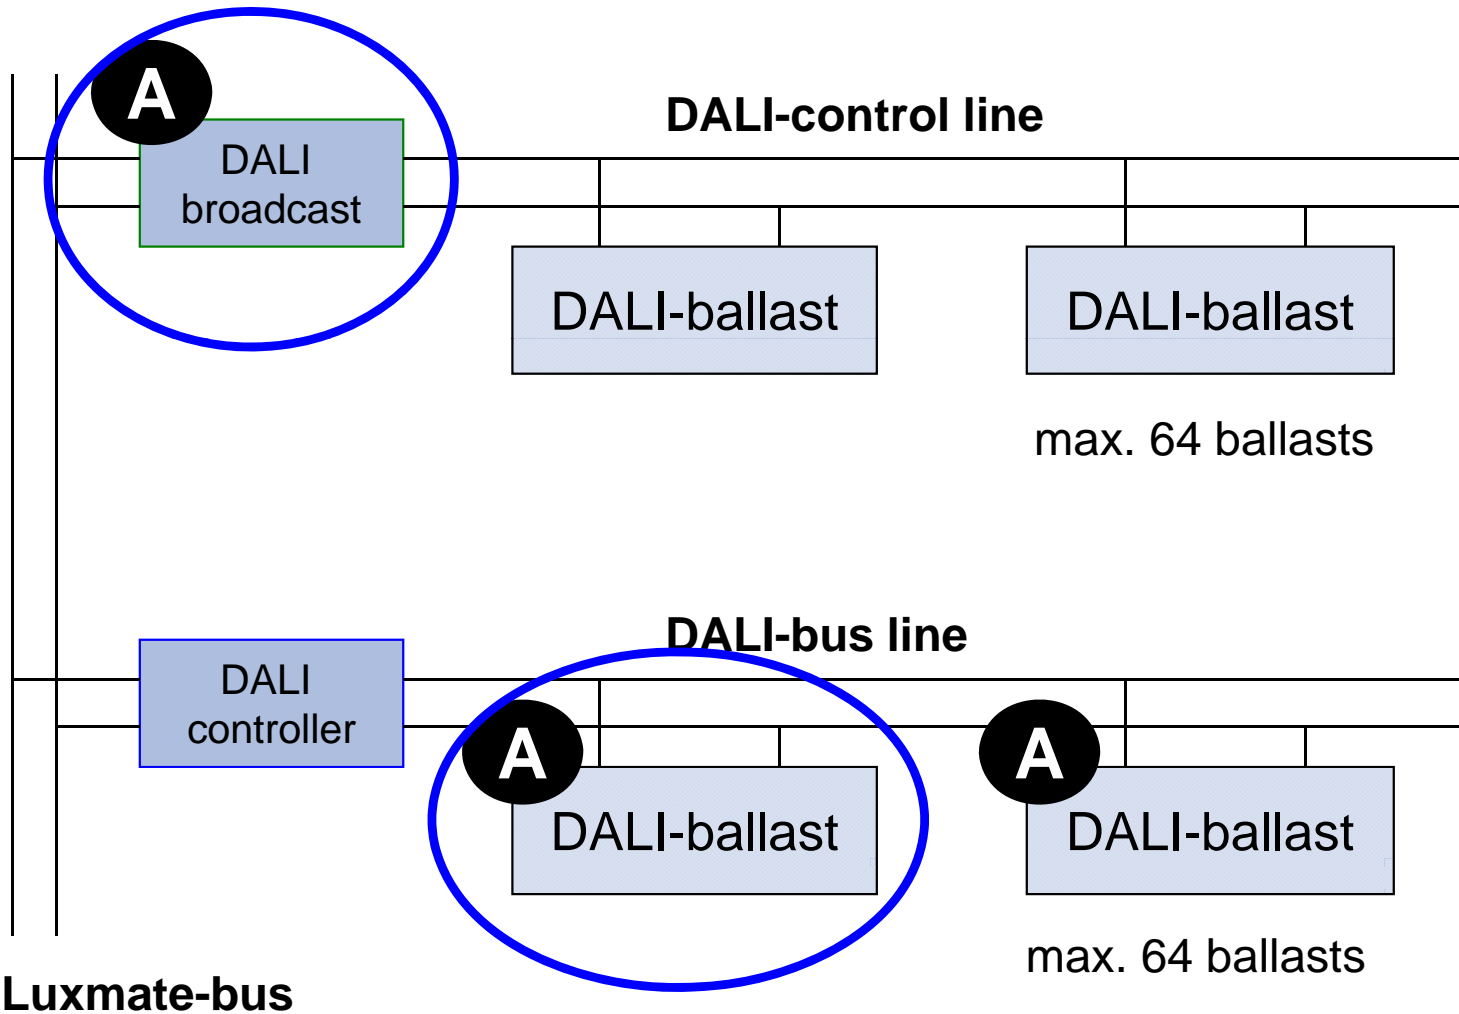 A
DALI-control line
DALI
broadcast
DALI-ballast
DALI-ballast
max. 64 ballasts
DALI-bus line
DALI
controller
A
A
DALI-ballast
DALI-ballast
max. 64 ballasts
Luxmate-bus